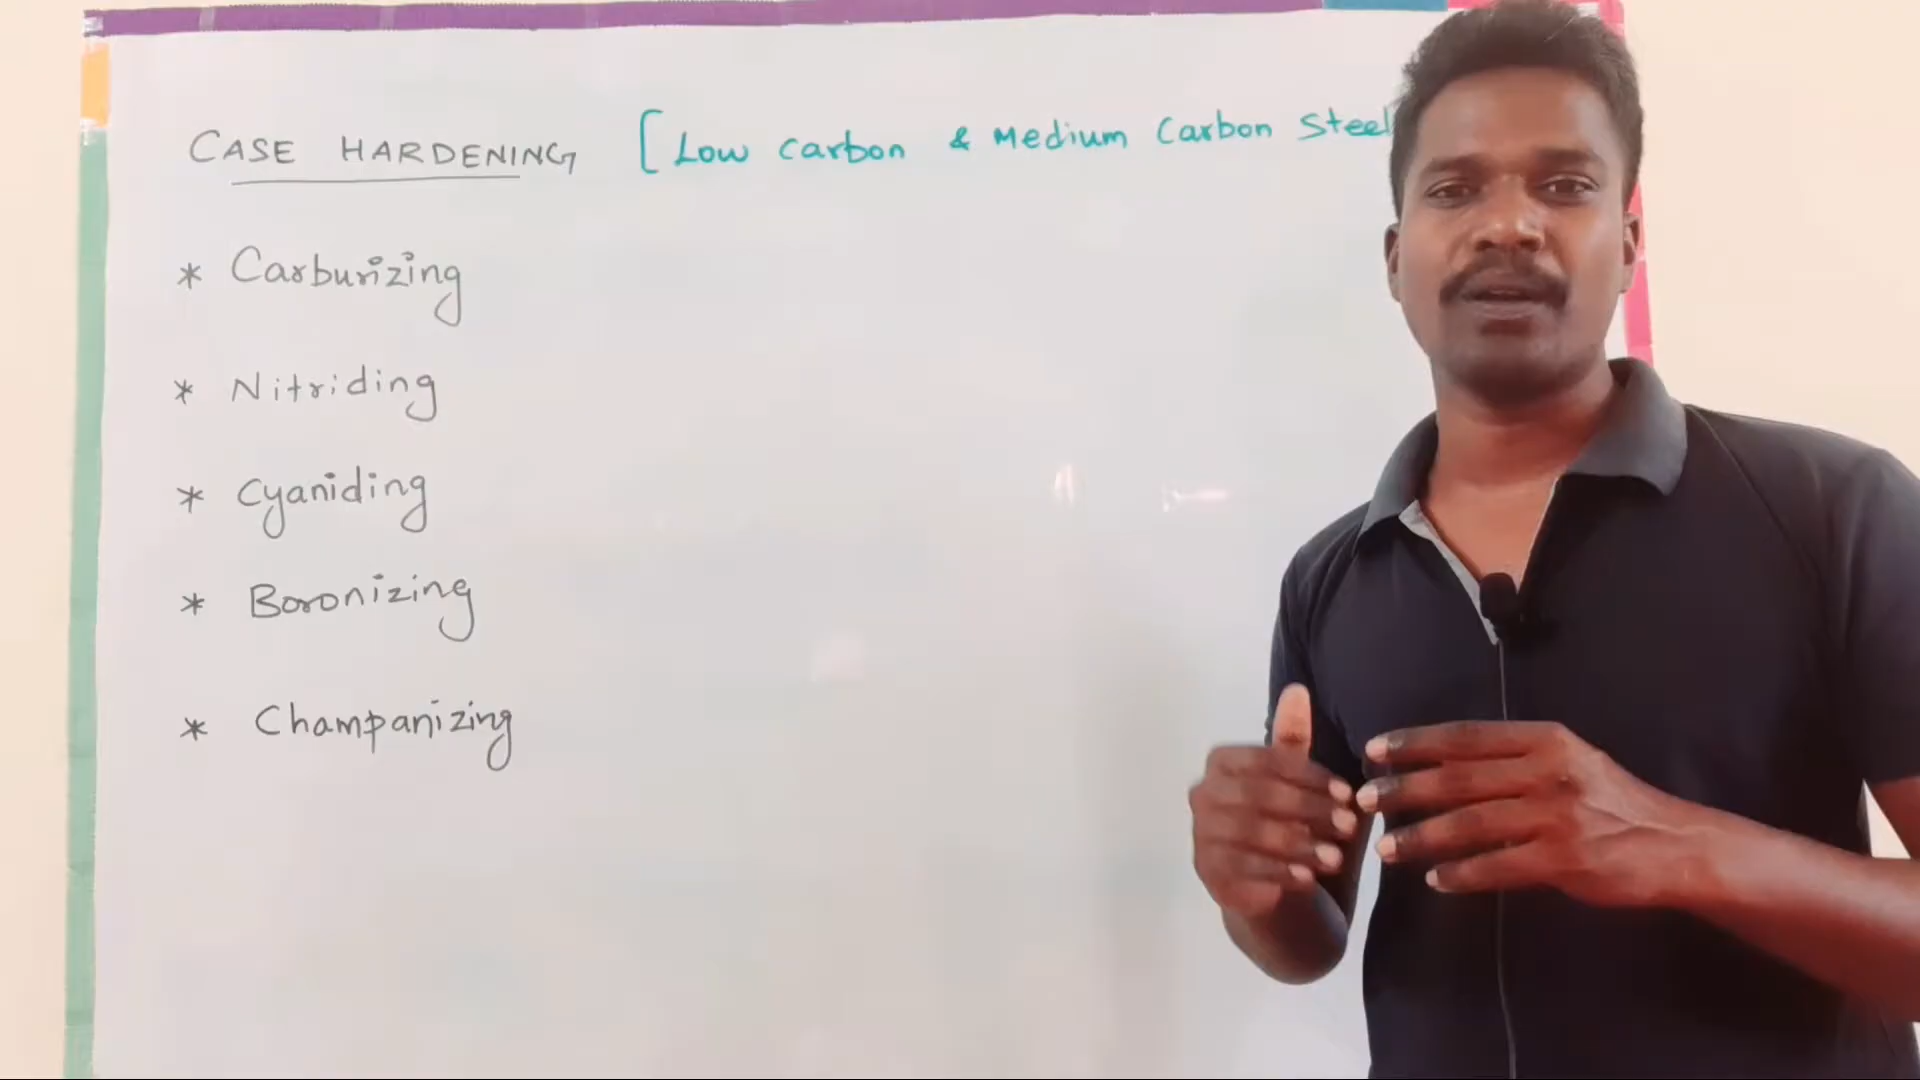 CASE HARDENING [Low carbon & Medium Carbon Steel
* Carburizing
* Nitriding
* Cyaniding
* Boronizing
* Champanizing